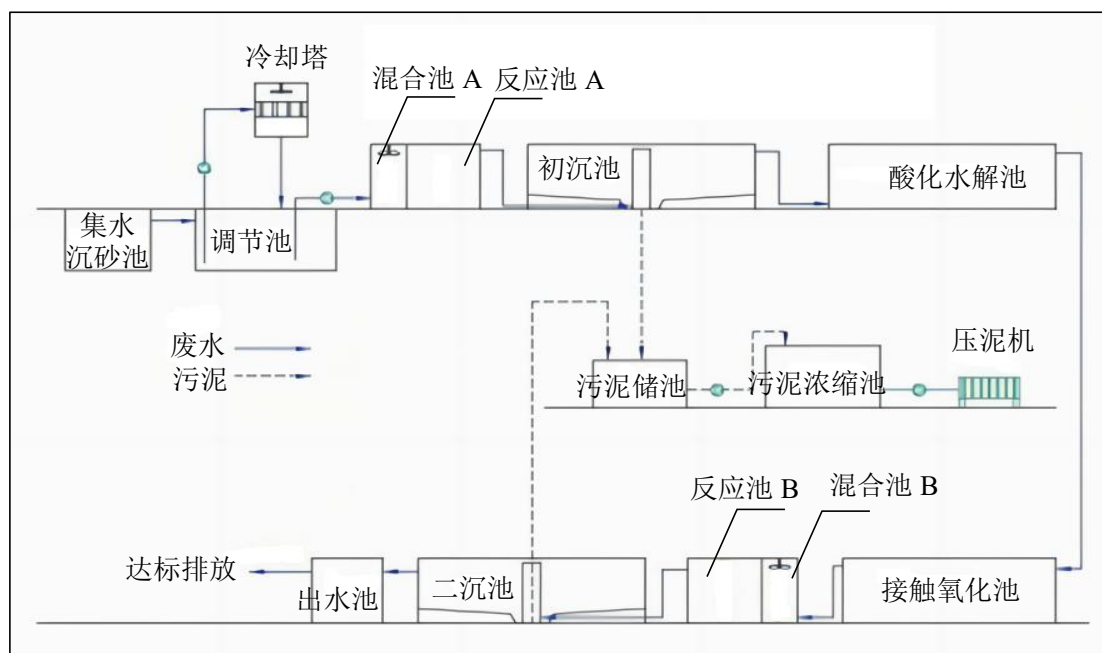 冷却塔
混合池 A
反应池 A
初沉池
酸化水解池
集水
沉砂池
调节池
废水
污泥
污泥储池
污泥浓缩池
压泥机
反应池 B
混合池 B
达标排放
出水池
二沉池
接触氧化池